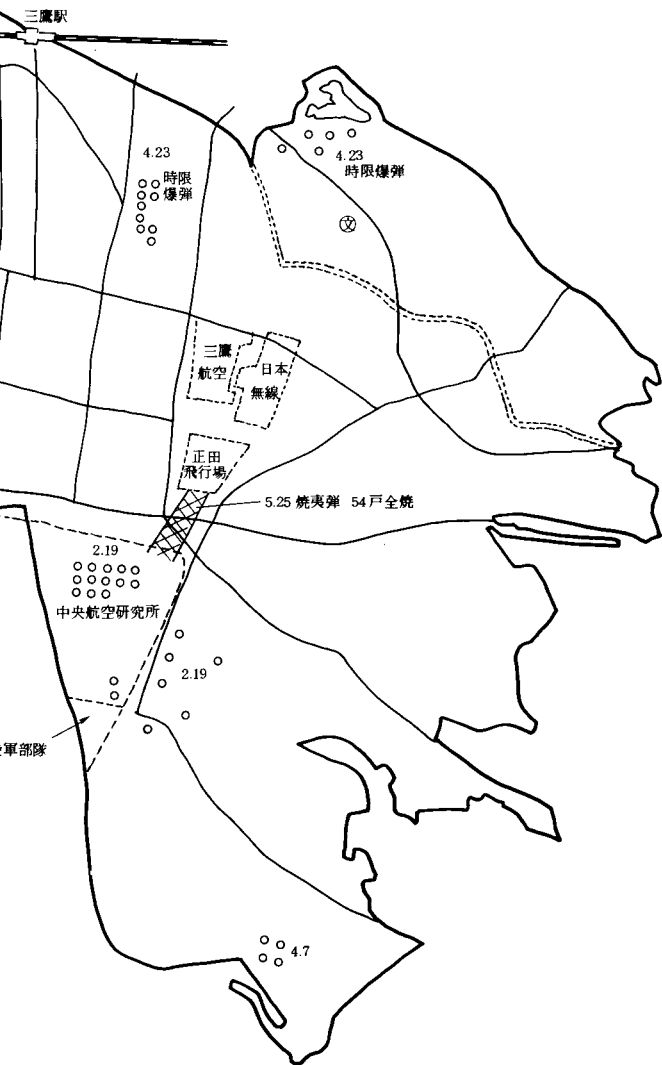 三鷹駅
4.23
時限
爆弾
4.23
時限爆弾
文
三鷹
航空
日本
無線
正田
飛行場
5.25 焼夷弾 54戸全焼
2.19
中央航空研究所
2.19
軍部隊
4.7